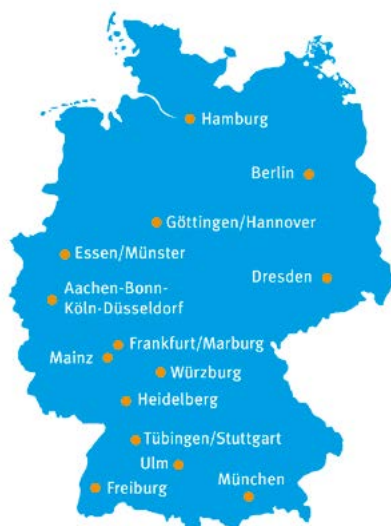 Hamburg
Berlin
Göttingen/Hannover
Essen/Münster
Dresden
Aachen-Bonn-
Köln-Düsseldorf
Frankfurt/Marburg
Mainz
Würzburg
Heidelberg
Tübingen/Stuttgart
Ulm
München
Freiburg